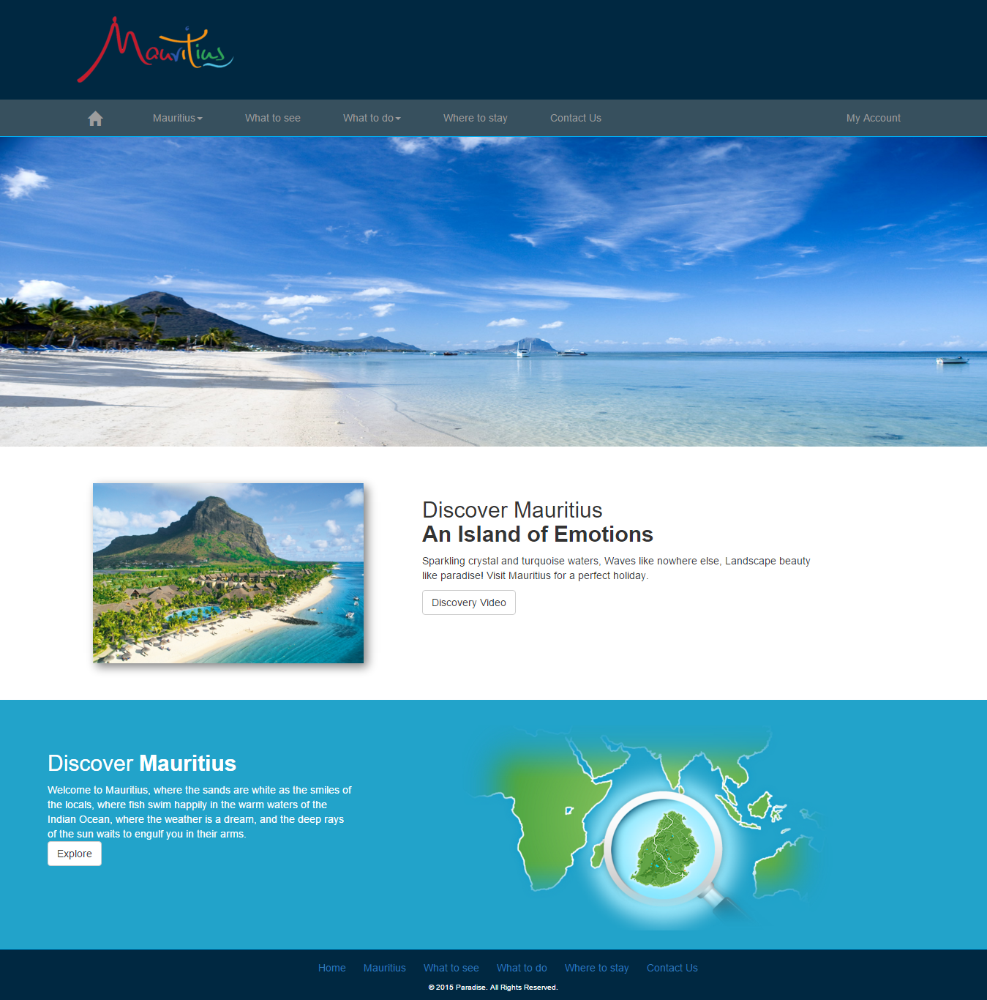 Mauritius
Mauritius What to see What to do Where to stay Contact Us My Account
Discover Mauritius
An Island of Emotions
Sparkling crystal and turquoise waters, Waves like nowhere else, Landscape beauty
like paradise! Visit Mauritius for a perfect holiday.
Discovery Video
Discover Mauritius
Welcome to Mauritius, where the sands are white as the smiles of
the locals, where fish swim happily in the warm waters of the
Indian Ocean, where the weather is a dream, and the deep rays
of the sun waits to engulf you in their arms.
Explore
Home Mauritius What to see What to do Where to stay Contact Us
© 2015 Paradise. All Rights Reserved.